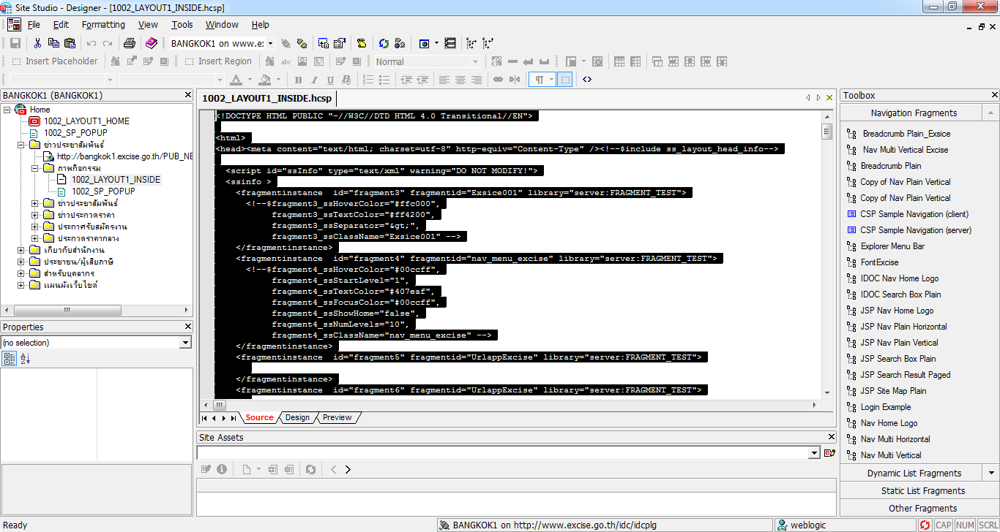 Site Studio - Designer - [1002_LAYOUT1_INSIDE.hcsp]
File Edit Formatting View Tools Window Help
BANGKOK1 on www.e:
Insert Placeholder
abc
Insert Region
Normal
BANGKOK1 (BANGKOK1)
Home
1002_LAYOUT1_HOME
1002_SP_POPUP
ข่าวประชาสัมพันธ์
http://bangkok1.excise.go.th/PUB_NE
ภาพกิจกรรม
1002_LAYOUT1_INSIDE
1002_SP_POPUP
ข่าวประชาสัมพันธ์
ข่าวประกวดราคา
ประกาศรับสมัครงาน
ประกวดราคากลาง
เกี่ยวกับสำนักงาน
ประชาชน/ผู้เสียภาษี
สำหรับบุคลากร
แผนผังเว็บไซต์
Properties
(no selection)
1002_LAYOUT1_INSIDE.hcsp
<!DOCTYPE HTML PUBLIC "-//W3C//DTD HTML 4.0 Transitional//EN">
<html>
<head><meta content="text/html; charset=utf-8" http-equiv="Content-Type" /><!--$include ss_layout_head_info-->
<script id="ssInfo" type="text/xml" warning="DO NOT MODIFY!">
<ssinfo >
<fragmentinstance id="fragment3" fragmentid="Exsice001" library="server:FRAGMENT_TEST">
<!--$fragment3_ssHoverColor="#ffc000",
fragment3_ssTextColor="#ff4200",
fragment3_ssSeparator="&gt;",
fragment3_ssClassName="Exsice001" -->
</fragmentinstance>
<fragmentinstance id="fragment4" fragmentid="nav_menu_excise" library="server:FRAGMENT_TEST">
<!--$fragment4_ssHoverColor="#00ccff",
fragment4_ssStartLevel="1",
fragment4_ssTextColor="#407eaf",
fragment4_ssFocusColor="#00ccff",
fragment4_ssShowHome="false",
fragment4_ssNumLevels="10",
fragment4_ssClassName="nav_menu_excise" -->
</fragmentinstance>
<fragmentinstance id="fragment5" fragmentid="UrlappExcise" library="server:FRAGMENT_TEST">
</fragmentinstance>
<fragmentinstance id="fragment6" fragmentid="UrlappExcise" library="server:FRAGMENT_TEST">
Source Design Preview
Site Assets
Toolbox
Navigation Fragments
Breadcrumb Plain_Exsice
Nav Multi Vertical Excise
Breadcrumb Plain
Copy of Nav Plain Vertical
Copy of Nav Plain Vertical
CSP Sample Navigation (client)
CSP Sample Navigation (server)
Explorer Menu Bar
FontExcise
IDOC Nav Home Logo
IDOC Search Box Plain
JSP Nav Home Logo
JSP Nav Plain Horizontal
JSP Nav Plain Vertical
JSP Search Box Plain
JSP Search Result Paged
JSP Site Map Plain
Login Example
Nav Home Logo
Nav Multi Horizontal
Nav Multi Vertical
Dynamic List Fragments
Static List Fragments
Other Fragments
Ready
BANGKOK1 on http://www.excise.go.th/idc/idcplg
weblogic
CAP NUM SCRL